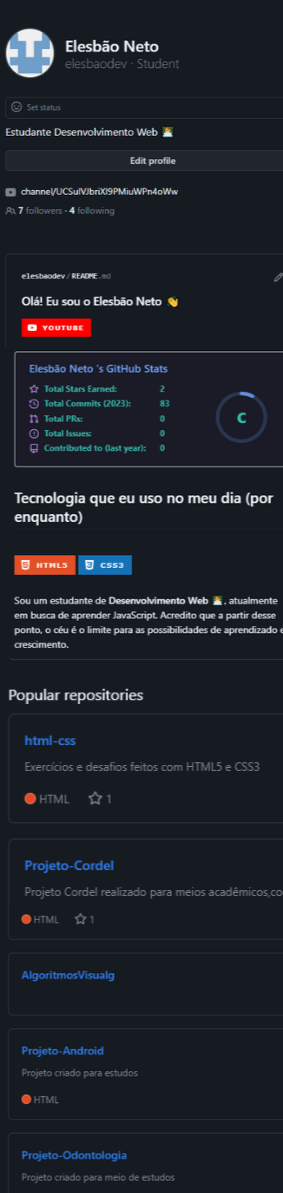 Elesbão Neto
elesbaodev · Student
Set status
Estudante Desenvolvimento Web 👨‍💻
Edit profile
channel/UCSulVJbriXl9PMiuWPn4oWw
7 followers · 4 following
elesbaodev / README.md
Olá! Eu sou o Elesbão Neto 👋
YOUTUBE
Elesbão Neto 's GitHub Stats
Total Stars Earned: 2
Total Commits (2023): 83
Total PRs: 0
Total Issues: 0
Contributed to (last year): 0
C
Tecnologia que eu uso no meu dia (por
enquanto)
HTML5 CSS3
Sou um estudante de Desenvolvimento Web 👨‍💻, atualmente
em busca de aprender JavaScript. Acredito que a partir desse
ponto, o céu é o limite para as possibilidades de aprendizado e
crescimento.
Popular repositories
html-css
Exercícios e desafios feitos com HTML5 e CSS3
HTML 1
Projeto-Cordel
Projeto Cordel realizado para meios acadêmicos,co
HTML 1
AlgoritmosVisualg
Projeto-Android
Projeto criado para estudos
HTML
Projeto-Odontologia
Projeto criado para meio de estudos